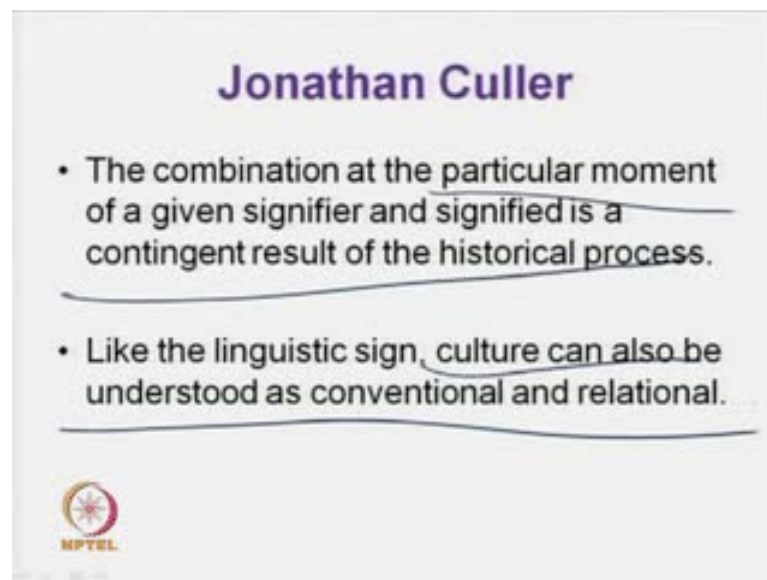 Jonathan Culler
• The combination at the particular moment
of a given signifier and signified is a
contingent result of the historical process.
• Like the linguistic sign, culture can also be
understood as conventional and relational.
NPTEL